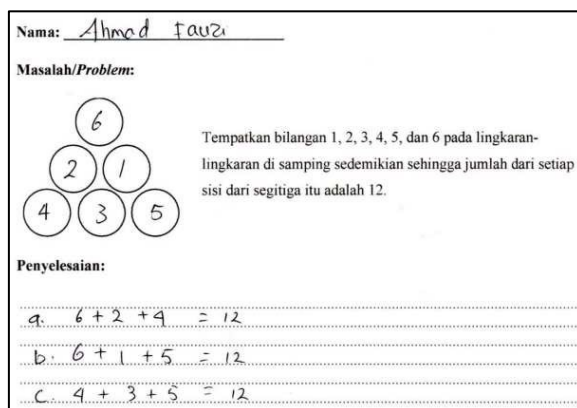 Nama: Ahmad Fauzi
Masalah/Problem:
6
2 1
4 3 5
Tempatkan bilangan 1, 2, 3, 4, 5, dan 6 pada lingkaran-
lingkaran di samping sedemikian sehingga jumlah dari setiap
sisi dari segitiga itu adalah 12.
Penyelesaian:
a. 6 + 2 + 4 = 12
b. 6 + 1 + 5 = 12
c. 4 + 3 + 5 = 12